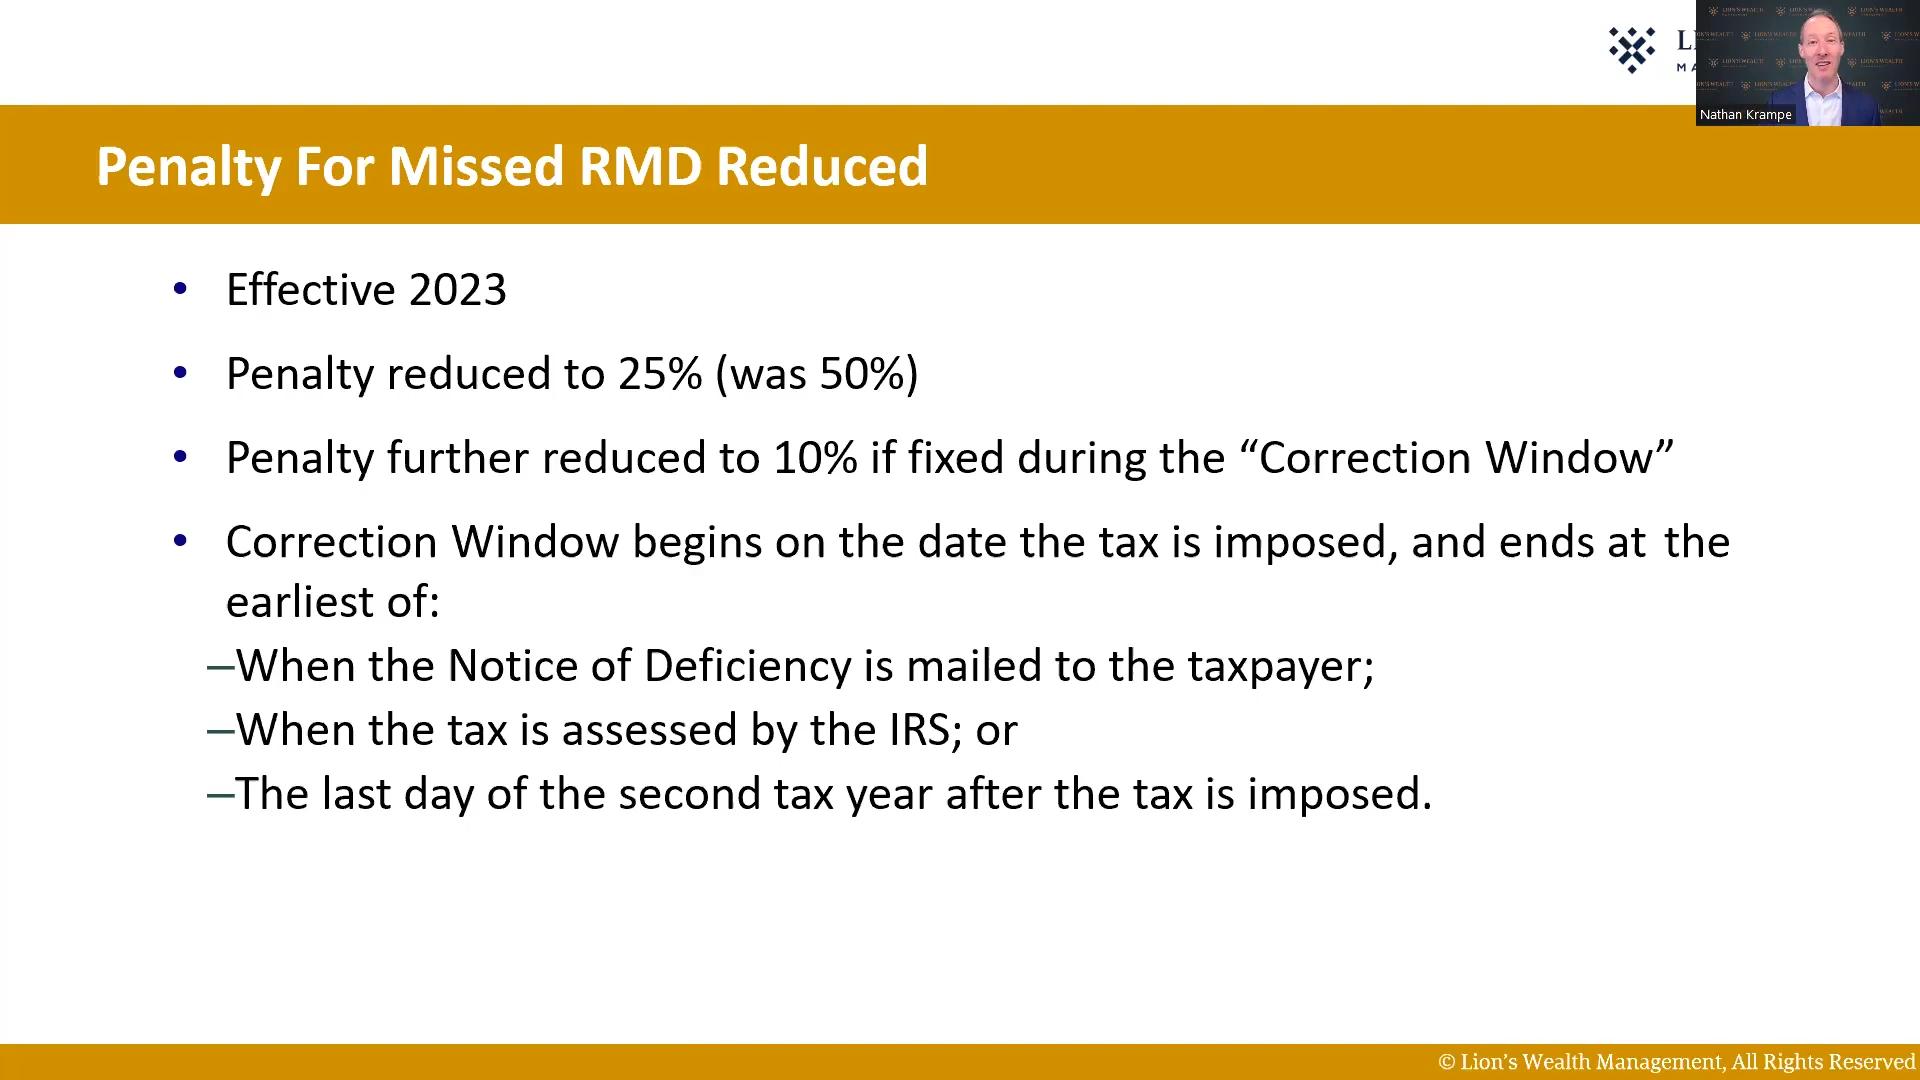 Nathan Krampe
Penalty For Missed RMD Reduced
• Effective 2023
• Penalty reduced to 25% (was 50%)
• Penalty further reduced to 10% if fixed during the “Correction Window”
• Correction Window begins on the date the tax is imposed, and ends at the
earliest of:
–When the Notice of Deficiency is mailed to the taxpayer;
–When the tax is assessed by the IRS; or
–The last day of the second tax year after the tax is imposed.
© Lion’s Wealth Management, All Rights Reserved